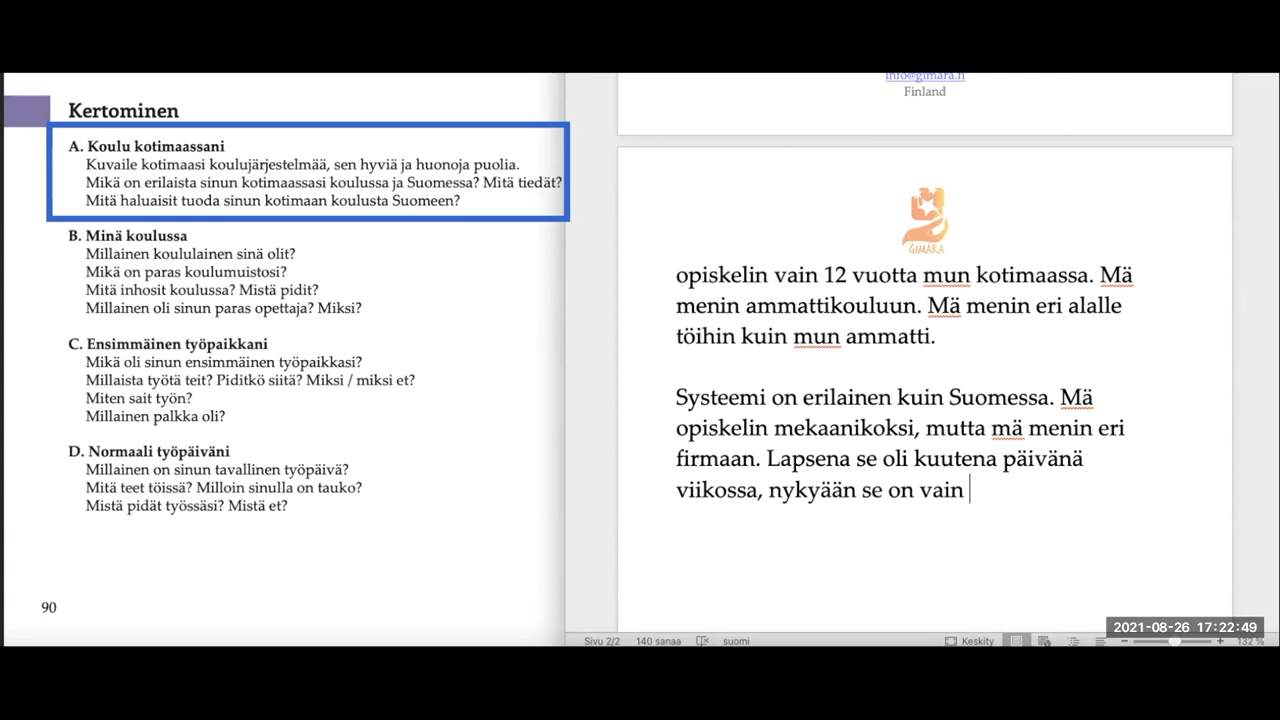 Kertominen
A. Koulu kotimaassani
Kuvaile kotimaasi koulujärjestelmää, sen hyviä ja huonoja puolia.
Mikä on erilaista sinun kotimaassasi koulussa ja Suomessa? Mitä tiedät?
Mitä haluaisit tuoda sinun kotimaan koulusta Suomeen?
B. Minä koulussa
Millainen koululainen sinä olit?
Mikä on paras koulumuistosi?
Mitä inhosit koulussa? Mistä pidit?
Millainen oli sinun paras opettaja? Miksi?
C. Ensimmäinen työpaikkani
Mikä oli sinun ensimmäinen työpaikkasi?
Millaista työtä teit? Piditkö siitä? Miksi / miksi et?
Miten sait työn?
Millainen palkka oli?
D. Normaali työpäiväni
Millainen on sinun tavallinen työpäivä?
Mitä teet töissä? Milloin sinulla on tauko?
Mistä pidät työssäsi? Mistä et?
90
info@gimara.fi
Finland
GIMARA
opiskelin vain 12 vuotta mun kotimaassa. Mä
menin ammattikouluun. Mä menin eri alalle
töihin kuin mun ammatti.
Systeemi on erilainen kuin Suomessa. Mä
opiskelin mekaanikoksi, mutta mä menin eri
firmaan. Lapsena se oli kuutena päivänä
viikossa, nykyään se on vain
2021-08-26 17:22:49
Sivu 2/2 140 sanaa suomi Keskity 132 %